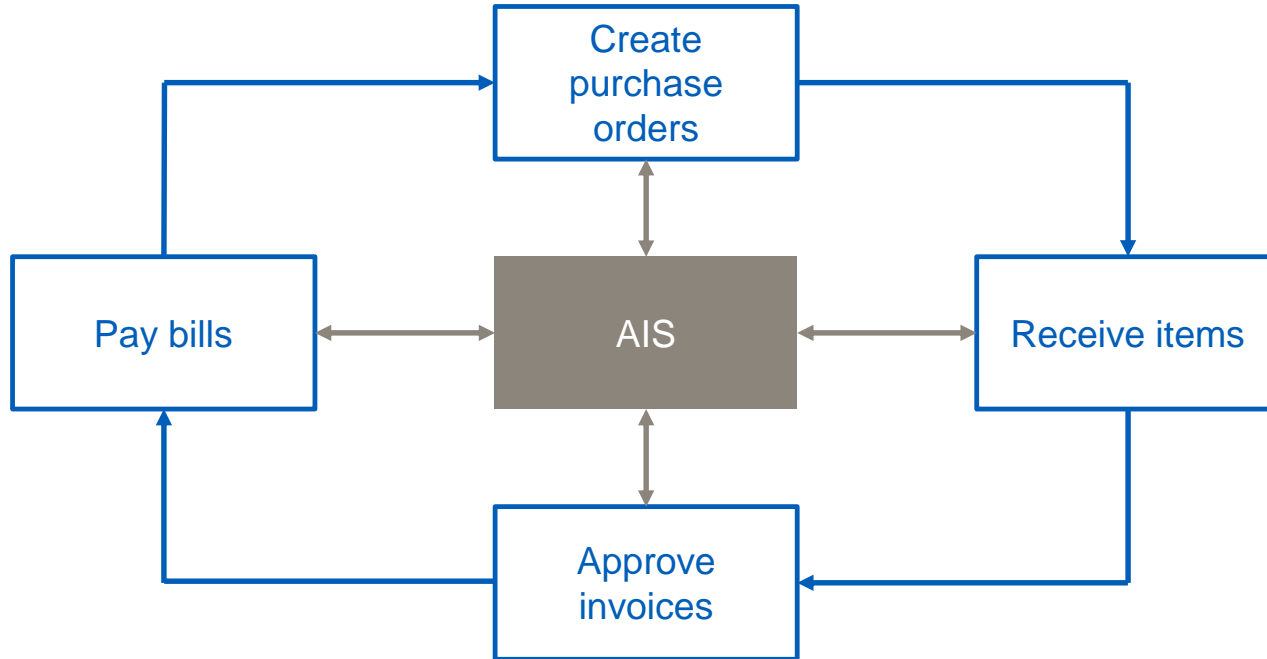 Create
purchase
orders
Pay bills
AIS
Receive items
Approve
invoices